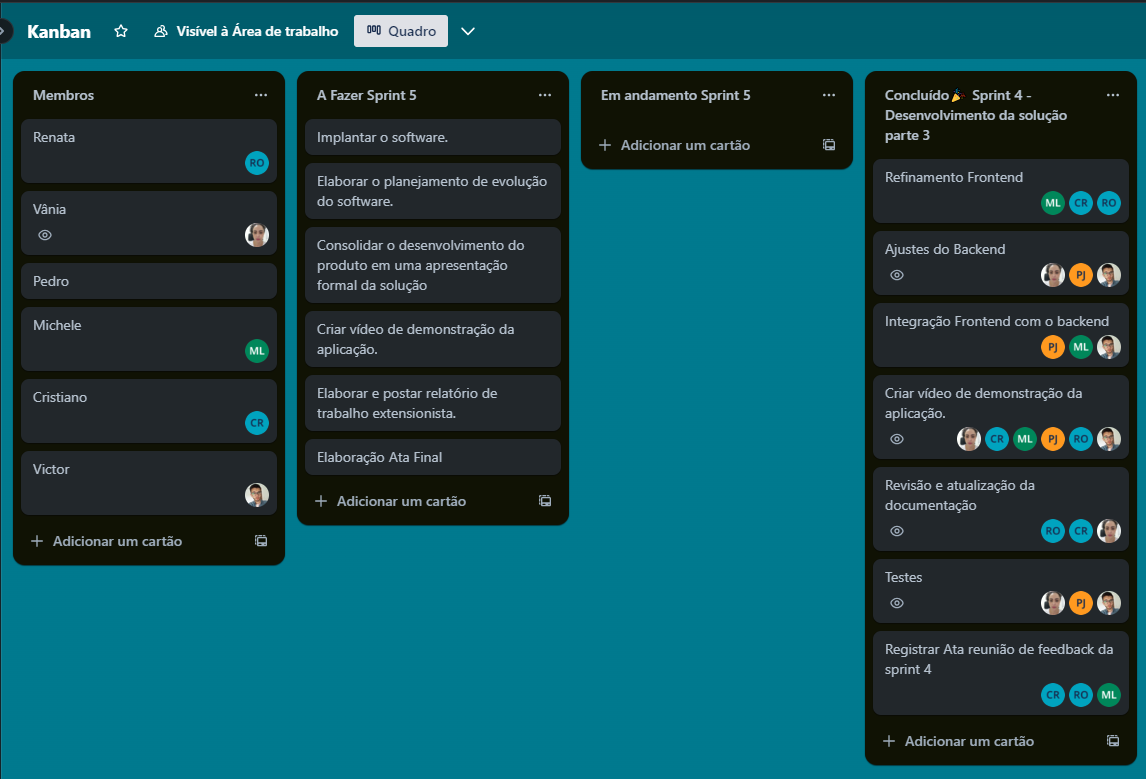 Kanban
Visível à Área de trabalho
Quadro
Membros
Renata
RO
Vânia
Pedro
Michele
ML
Cristiano
CR
Victor
Adicionar um cartão
A Fazer Sprint 5
Implantar o software.
Elaborar o planejamento de evolução
do software.
Consolidar o desenvolvimento do
produto em uma apresentação
formal da solução
Criar vídeo de demonstração da
aplicação.
Elaborar e postar relatório de
trabalho extensionista.
Elaboração Ata Final
Adicionar um cartão
Em andamento Sprint 5
Adicionar um cartão
Concluído🎉 Sprint 4 -
Desenvolvimento da solução
parte 3
Refinamento Frontend
ML CR RO
Ajustes do Backend
PJ
Integração Frontend com o backend
PJ ML
Criar vídeo de demonstração da
aplicação.
CR ML PJ RO
Revisão e atualização da
documentação
RO CR
Testes
PJ
Registrar Ata reunião de feedback da
sprint 4
CR RO ML
Adicionar um cartão